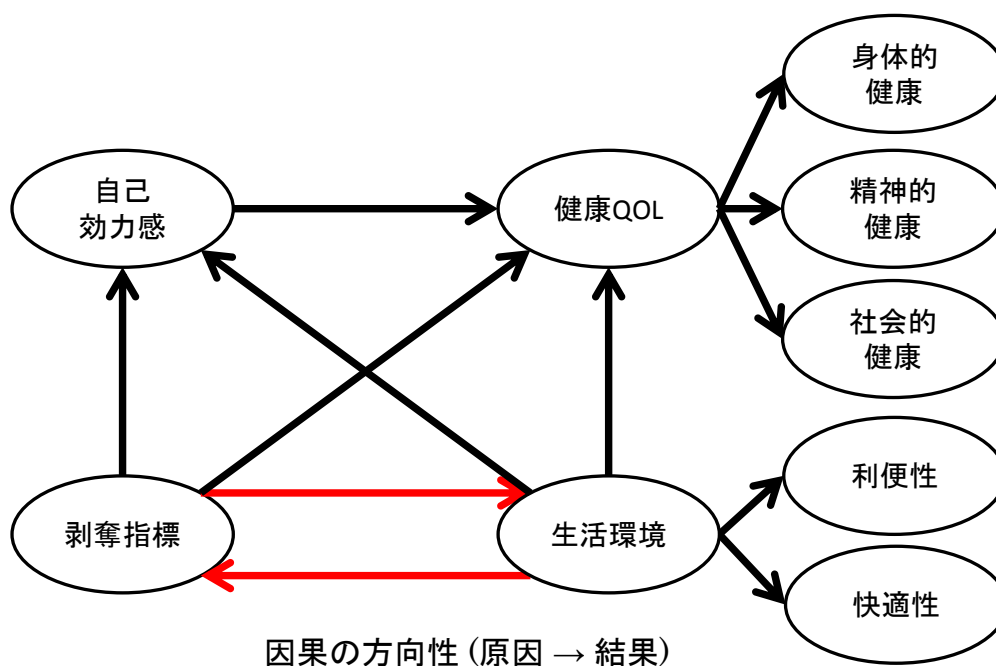 身体的
健康
自己
効力感
健康QOL
精神的
健康
社会的
健康
利便性
剥奪指標
生活環境
快適性
因果の方向性 (原因 → 結果)